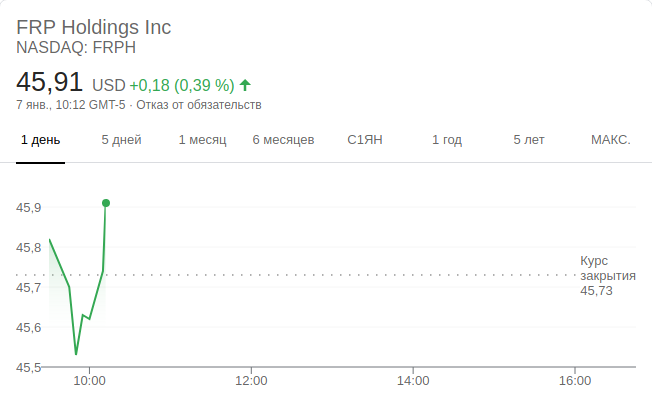 FRP Holdings Inc
NASDAQ: FRPH
45,91 USD +0,18 (0,39 %)
7 янв., 10:12 GMT-5 · Отказ от обязательств
1 день 5 дней 1 месяц 6 месяцев С1ЯН 1 год 5 лет МАКС.
45,9
45,8
45,7
45,6
45,5
Курс
закрытия
45,73
10:00 12:00 14:00 16:00